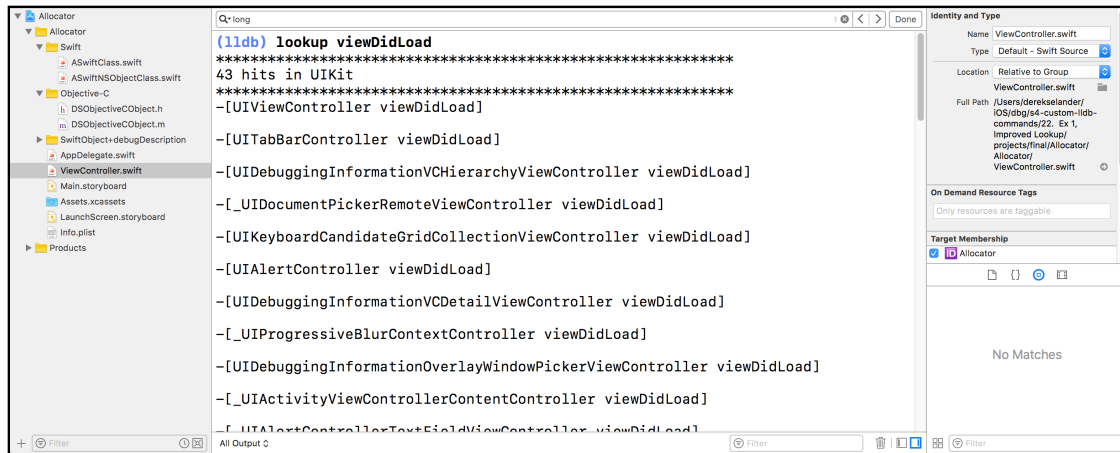 Allocator
Allocator
Swift
ASwiftClass.swift
ASwiftNSObjectClass.swift
Objective-C
DSObjectiveCObject.h
DSObjectiveCObject.m
SwiftObject+debugDescription
AppDelegate.swift
ViewController.swift
Main.storyboard
Assets.xcassets
LaunchScreen.storyboard
Info.plist
Products
Filter
long
1
Done
(lldb) lookup viewDidLoad
************************************************************
43 hits in UIKit
************************************************************
-[UIViewController viewDidLoad]
-[UITabBarController viewDidLoad]
-[UIDebuggingInformationVCHierarchyViewController viewDidLoad]
-[_UIDocumentPickerRemoteViewController viewDidLoad]
-[UIKeyboardCandidateGridCollectionViewController viewDidLoad]
-[UIAlertController viewDidLoad]
-[UIDebuggingInformationVCDetailViewController viewDidLoad]
-[_UIProgressiveBlurContextController viewDidLoad]
-[UIDebuggingInformationOverlayWindowPickerViewController viewDidLoad]
-[_UIActivityViewControllerContentController viewDidLoad]
-[_UIAlertControllerTextFieldViewController viewDidLoad]
All Output
Filter
Identity and Type
Name ViewController.swift
Type Default - Swift Source
Location Relative to Group
ViewController.swift
Full Path /Users/derekselander/
iOS/dbg/s4-custom-lldb-
commands/22. Ex 1,
Improved Lookup/
projects/final/Allocator/
Allocator/
ViewController.swift
On Demand Resource Tags
Only resources are taggable
Target Membership
Allocator
{}
No Matches
Filter